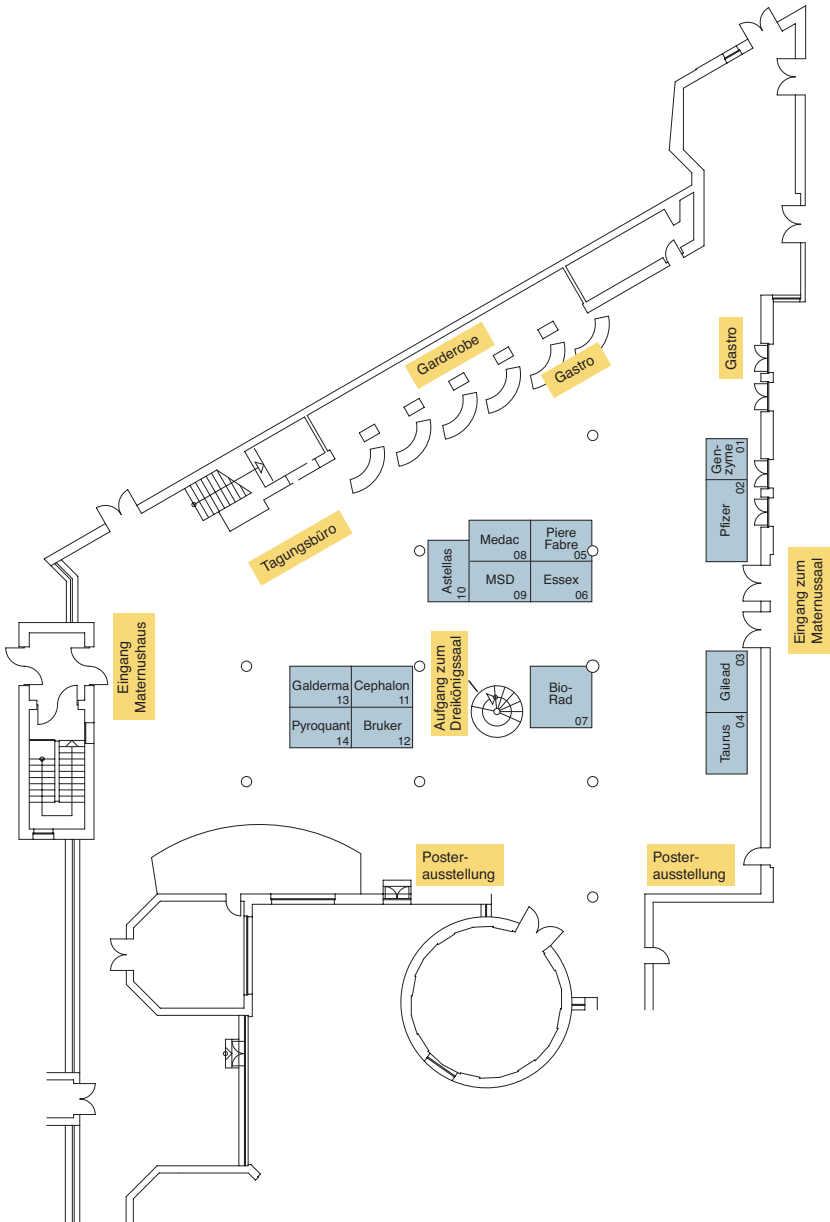 Garderobe
Gastro
Gastro
Gen-
zyme
01
Pfizer
02
Tagungsbüro
Astellas
10
Medac
08
Piere
Fabre
05
MSD
09
Essex
06
Eingang zum
Maternussaal
Eingang
Maternushaus
Galderma
13
Cephalon
11
Pyroquant
14
Bruker
12
Aufgang zum
Dreikönigssaal
Bio-
Rad
07
Gilead
03
Taurus
04
Poster-
ausstellung
Poster-
ausstellung